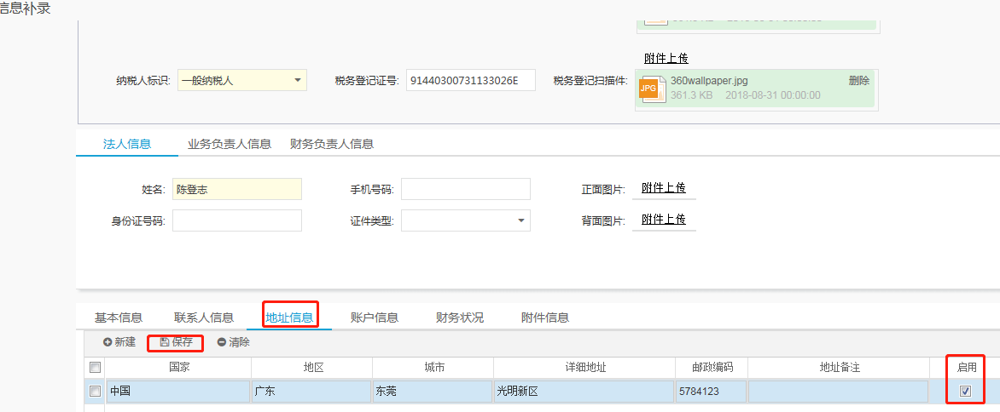 信息补录
附件上传
纳税人标识: 一般纳税人 税务登记证号: 91440300731133026E 税务登记扫描件: JPG 360wallpaper.jpg 删除
361.3 KB 2018-08-31 00:00:00
法人信息 业务负责人信息 财务负责人信息
姓名: 陈登志 手机号码: 正面图片: 附件上传
身份证号码: 证件类型: 背面图片: 附件上传
基本信息 联系人信息 地址信息 账户信息 财务状况 附件信息
新建 保存 清除
国家 地区 城市 详细地址 邮政编码 地址备注 启用
中国 广东 东莞 光明新区 5784123